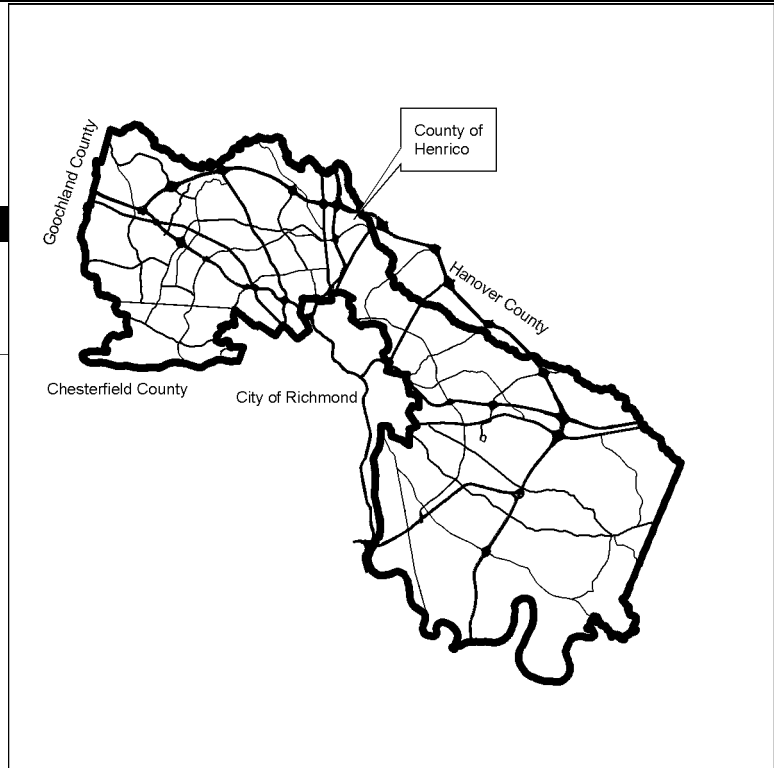 County of
Henrico
Goochland County
Hanover County
Chesterfield County
City of Richmond